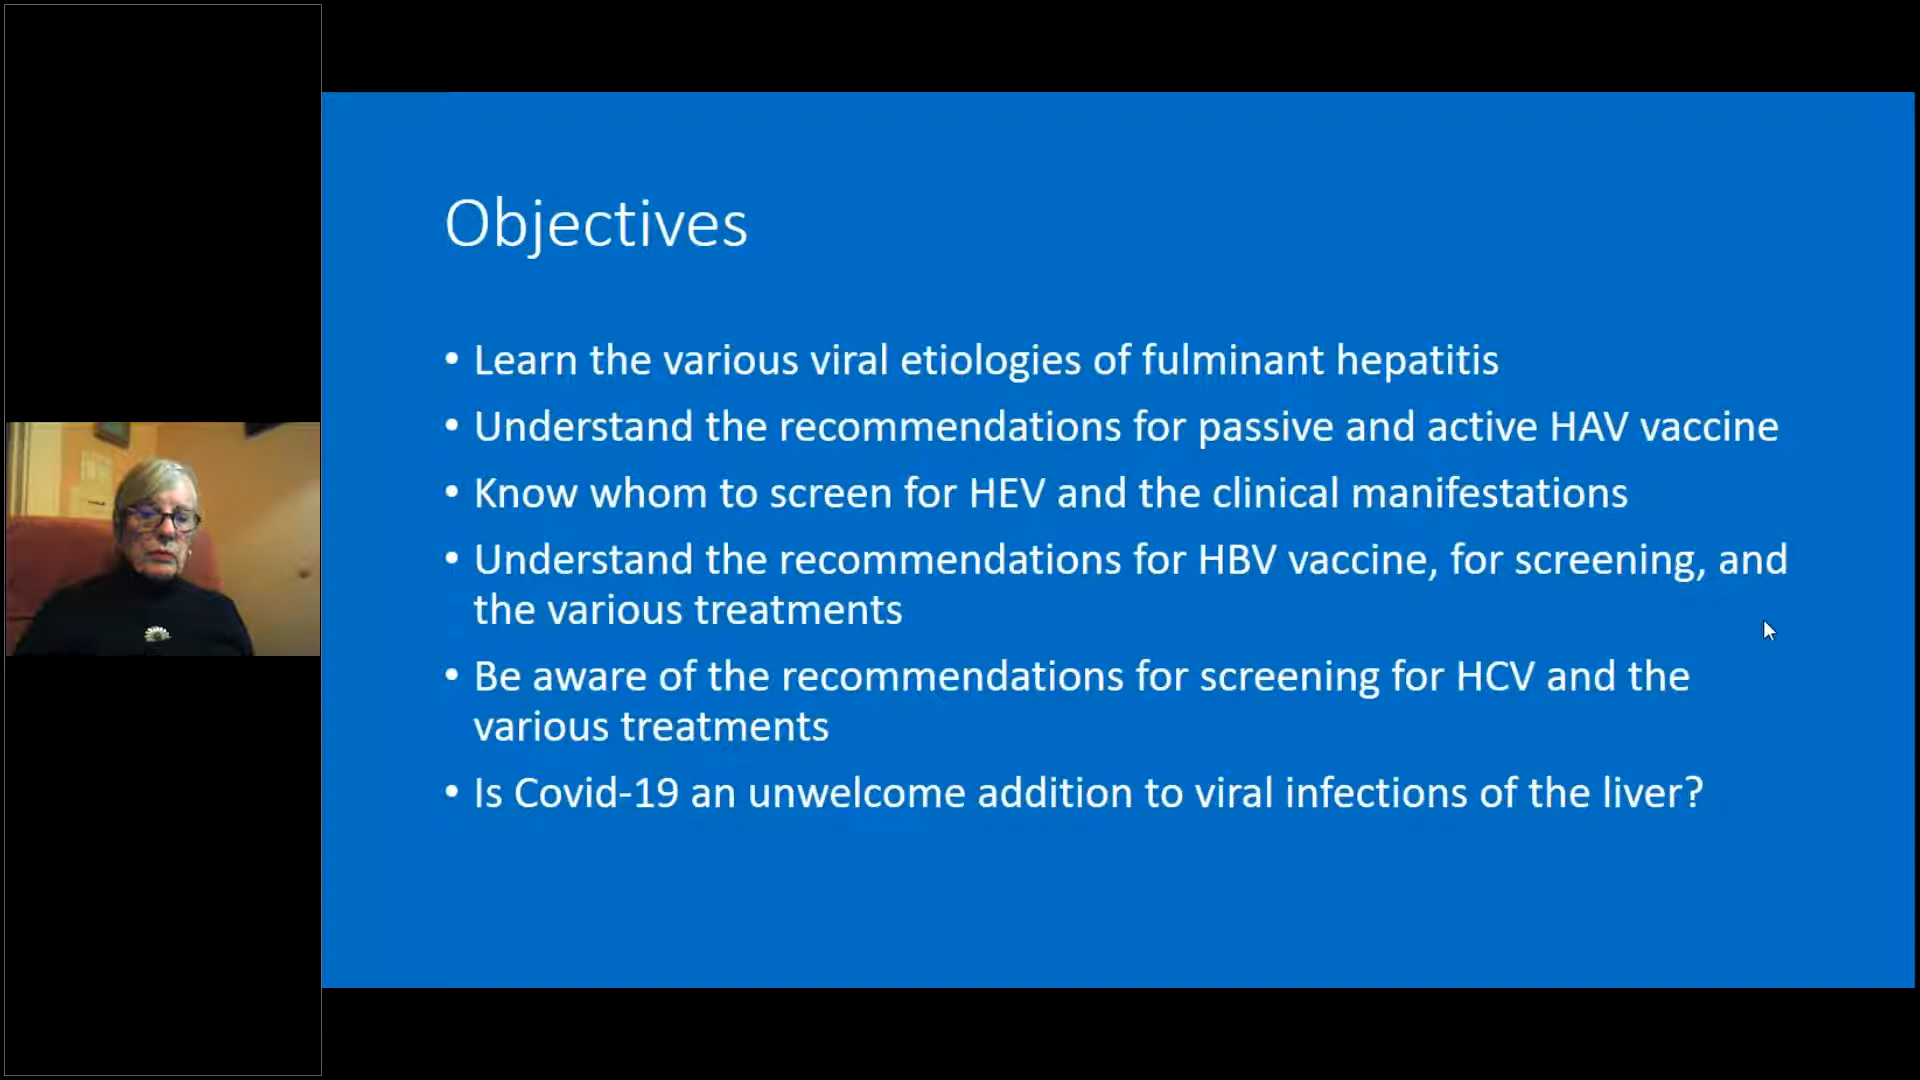 Objectives
• Learn the various viral etiologies of fulminant hepatitis
• Understand the recommendations for passive and active HAV vaccine
• Know whom to screen for HEV and the clinical manifestations
• Understand the recommendations for HBV vaccine, for screening, and
the various treatments
• Be aware of the recommendations for screening for HCV and the
various treatments
• Is Covid-19 an unwelcome addition to viral infections of the liver?